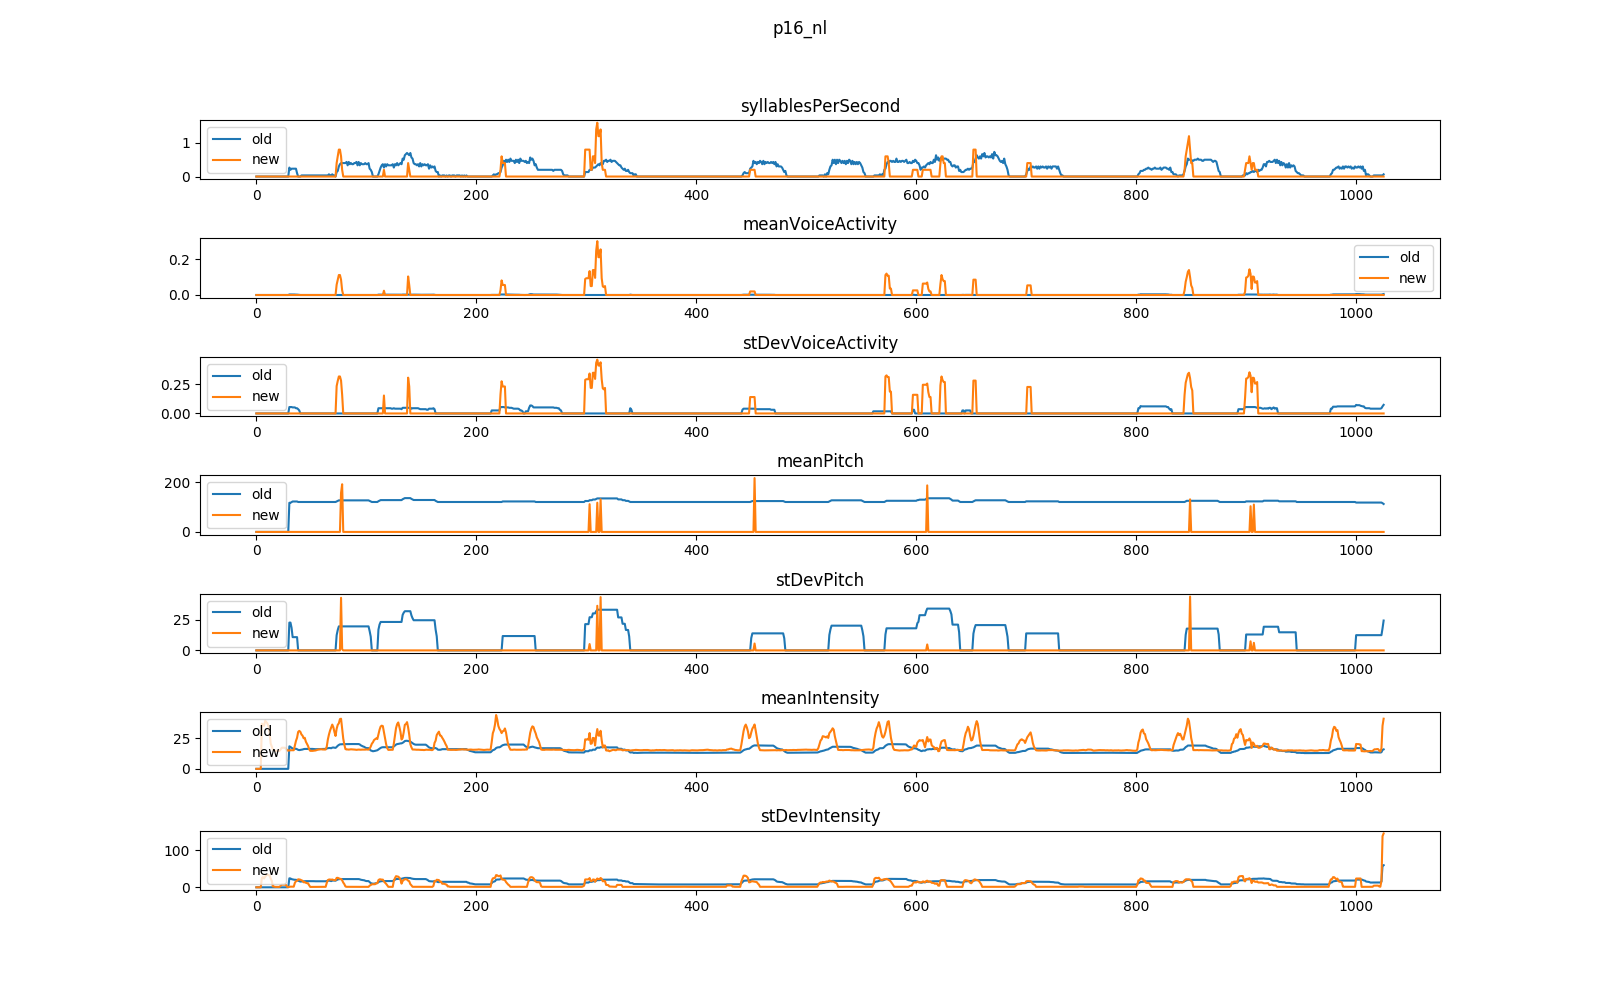 p16_nl
syllablesPerSecond
1
0
old
new
0 200 400 600 800 1000
meanVoiceActivity
0.2
0.0
old
new
0 200 400 600 800 1000
stDevVoiceActivity
0.25
0.00
old
new
0 200 400 600 800 1000
meanPitch
200
0
old
new
0 200 400 600 800 1000
stDevPitch
25
0
old
new
0 200 400 600 800 1000
meanIntensity
25
0
old
new
0 200 400 600 800 1000
stDevIntensity
100
0
old
new
0 200 400 600 800 1000